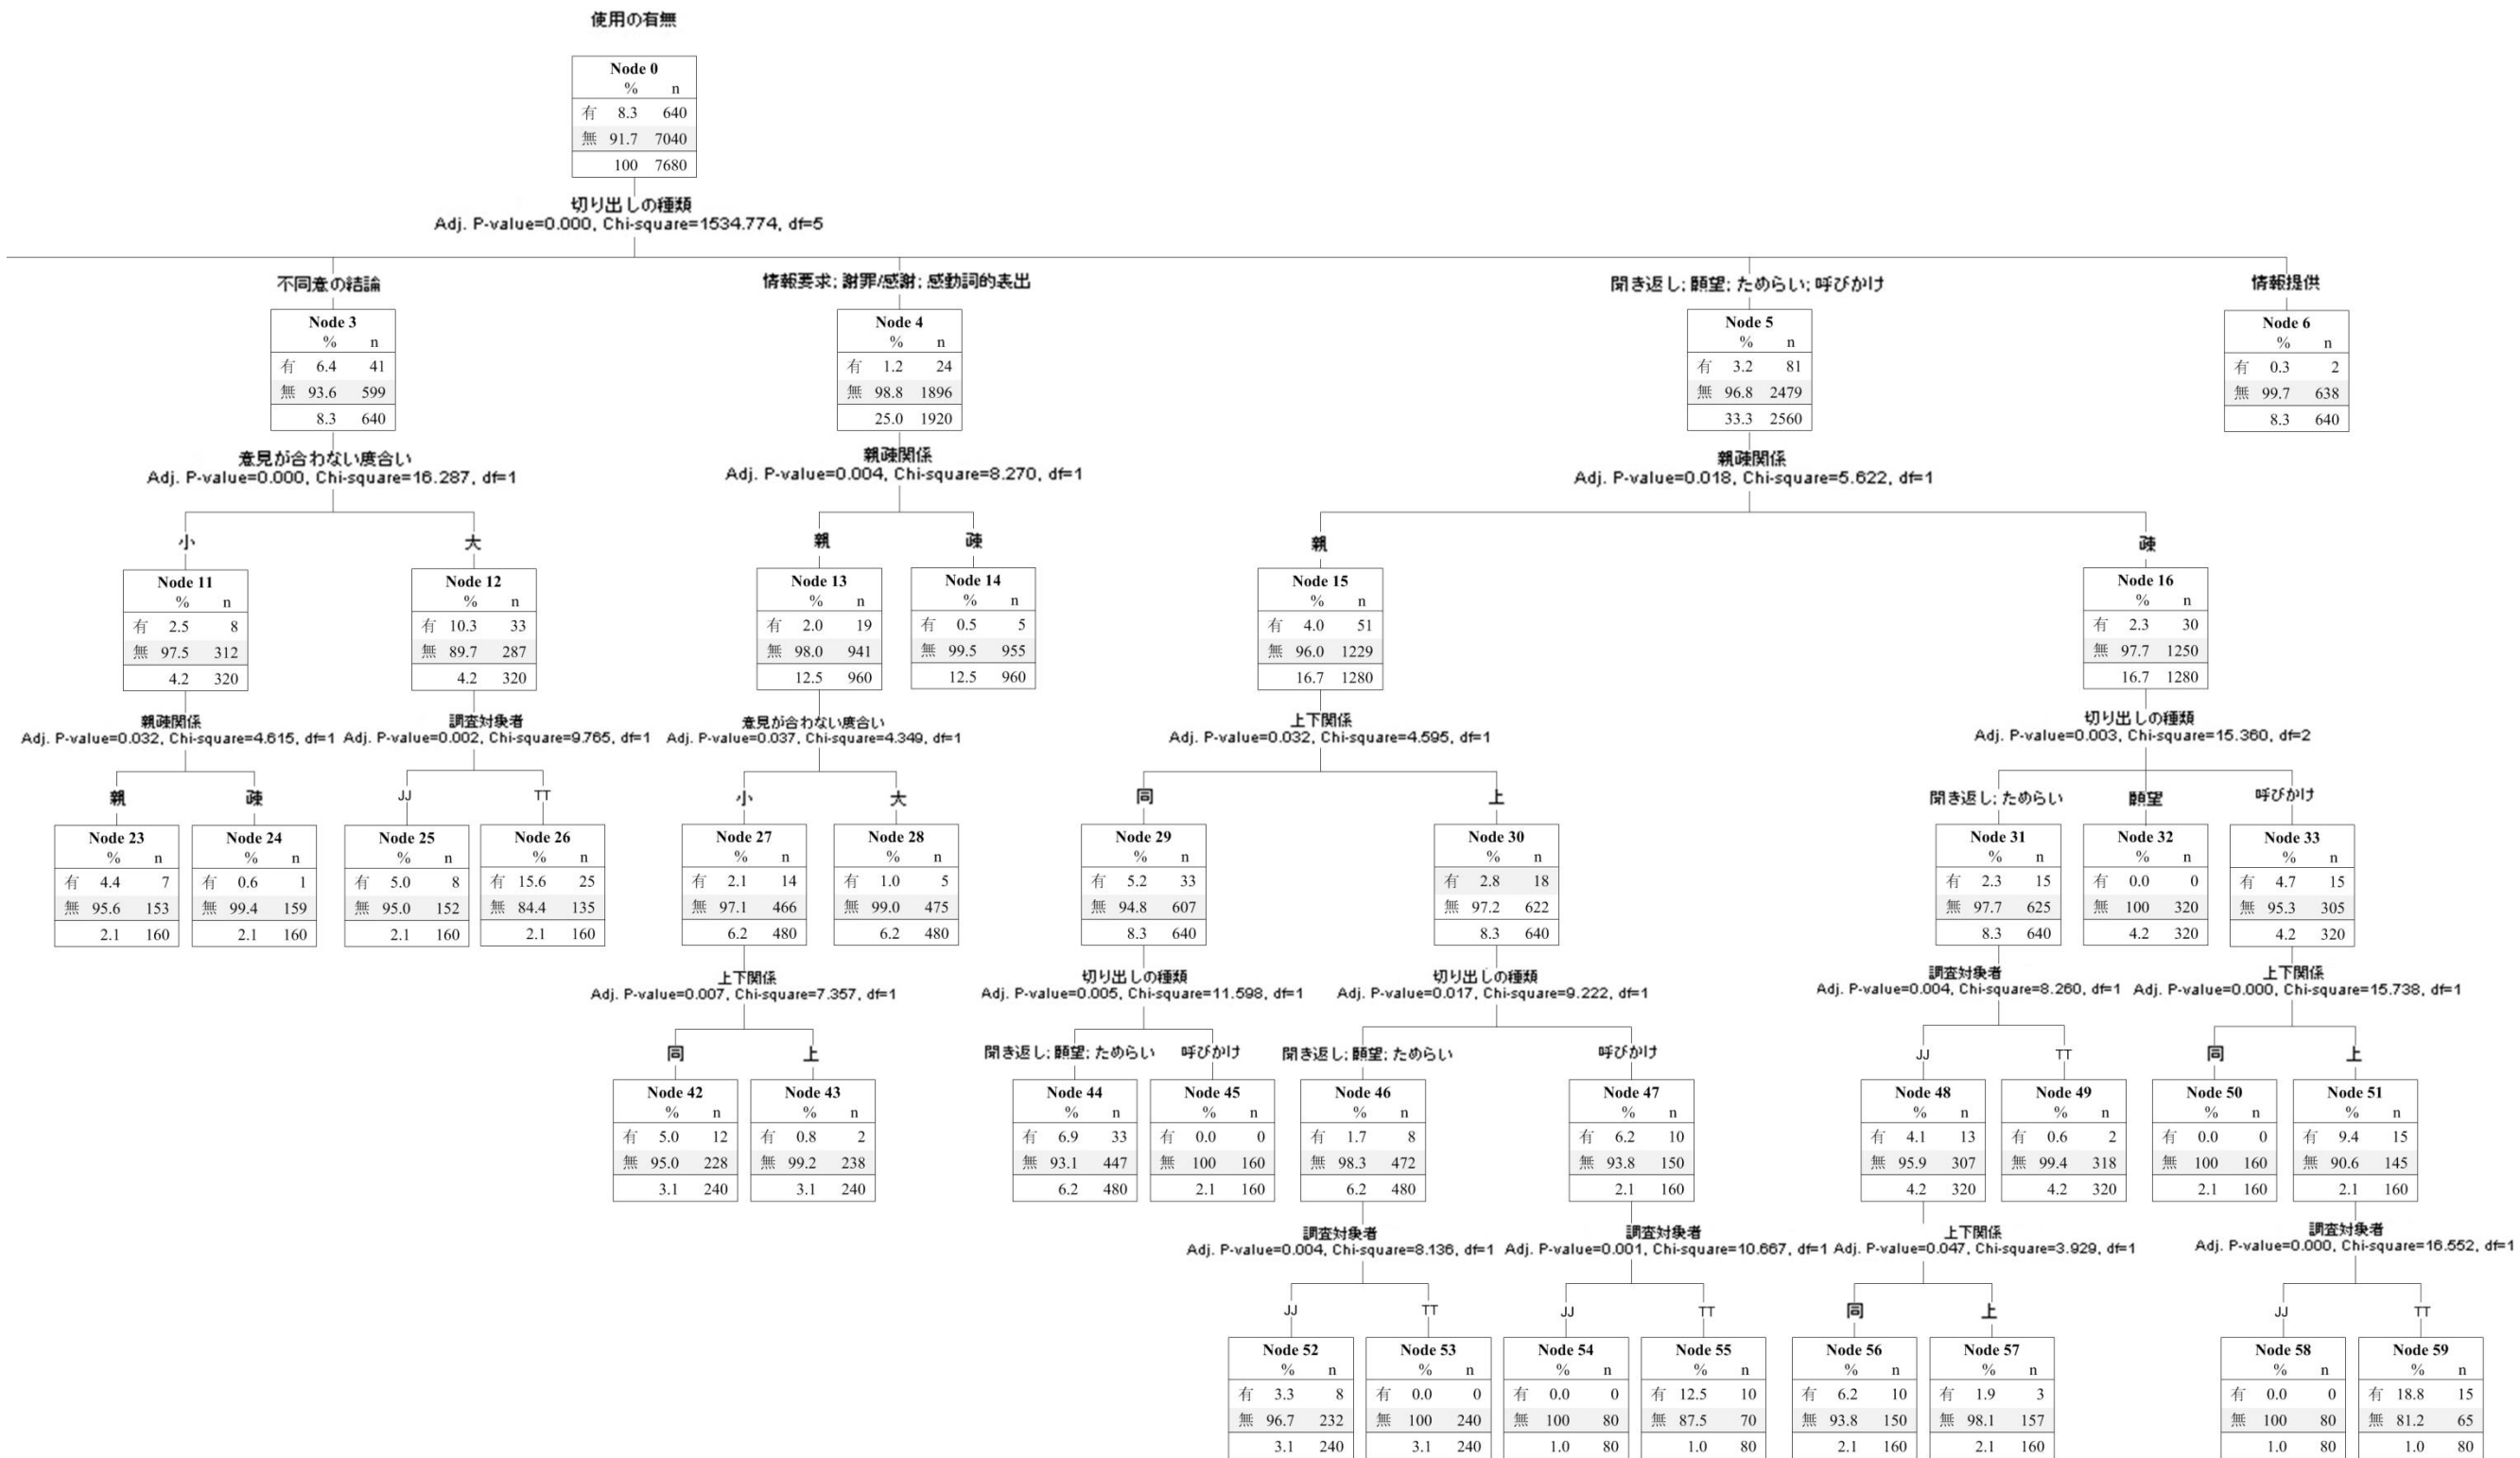 使用の有無
Node 0
% n
有 8.3 640
無 91.7 7040
100 7680
切り出しの種類
Adj. P-value=0.000, Chi-square=1534.774, df=5
不同意の結論
Node 3
% n
有 6.4 41
無 93.6 599
8.3 640
意見が合わない度合い
Adj. P-value=0.000, Chi-square=16.287, df=1
情報要求; 謝罪/感謝; 感動詞的表出
Node 4
% n
有 1.2 24
無 98.8 1896
25.0 1920
親疎関係
Adj. P-value=0.004, Chi-square=8.270, df=1
聞き返し; 願望; ためらい; 呼びかけ
Node 5
% n
有 3.2 81
無 96.8 2479
33.3 2560
親疎関係
Adj. P-value=0.018, Chi-square=5.622, df=1
情報提供
Node 6
% n
有 0.3 2
無 99.7 638
8.3 640
小
Node 11
% n
有 2.5 8
無 97.5 312
4.2 320
親疎関係
Adj. P-value=0.032, Chi-square=4.615, df=1
大
Node 12
% n
有 10.3 33
無 89.7 287
4.2 320
調査対象者
Adj. P-value=0.002, Chi-square=9.765, df=1
親
Node 13
% n
有 2.0 19
無 98.0 941
12.5 960
意見が合わない度合い
Adj. P-value=0.037, Chi-square=4.349, df=1
疎
Node 14
% n
有 0.5 5
無 99.5 955
12.5 960
親
Node 15
% n
有 4.0 51
無 96.0 1229
16.7 1280
上下関係
Adj. P-value=0.032, Chi-square=4.595, df=1
疎
Node 16
% n
有 2.3 30
無 97.7 1250
16.7 1280
切り出しの種類
Adj. P-value=0.003, Chi-square=15.360, df=2
親
Node 23
% n
有 4.4 7
無 95.6 153
2.1 160
疎
Node 24
% n
有 0.6 1
無 99.4 159
2.1 160
JJ
Node 25
% n
有 5.0 8
無 95.0 152
2.1 160
TT
Node 26
% n
有 15.6 25
無 84.4 135
2.1 160
小
Node 27
% n
有 2.1 14
無 97.1 466
6.2 480
上下関係
Adj. P-value=0.007, Chi-square=7.357, df=1
大
Node 28
% n
有 1.0 5
無 99.0 475
6.2 480
同
Node 29
% n
有 5.2 33
無 94.8 607
8.3 640
切り出しの種類
Adj. P-value=0.005, Chi-square=11.598, df=1
上
Node 30
% n
有 2.8 18
無 97.2 622
8.3 640
切り出しの種類
Adj. P-value=0.017, Chi-square=9.222, df=1
聞き返し; ためらい
Node 31
% n
有 2.3 15
無 97.7 625
8.3 640
調査対象者
Adj. P-value=0.004, Chi-square=8.260, df=1
願望
Node 32
% n
有 0.0 0
無 100 320
4.2 320
呼びかけ
Node 33
% n
有 4.7 15
無 95.3 305
4.2 320
上下関係
Adj. P-value=0.000, Chi-square=15.738, df=1
同
Node 42
% n
有 5.0 12
無 95.0 228
3.1 240
上
Node 43
% n
有 0.8 2
無 99.2 238
3.1 240
聞き返し; 願望; ためらい
Node 44
% n
有 6.9 33
無 93.1 447
6.2 480
呼びかけ
Node 45
% n
有 0.0 0
無 100 160
2.1 160
聞き返し; 願望; ためらい
Node 46
% n
有 1.7 8
無 98.3 472
6.2 480
調査対象者
Adj. P-value=0.004, Chi-square=8.136, df=1
呼びかけ
Node 47
% n
有 6.2 10
無 93.8 150
2.1 160
調査対象者
Adj. P-value=0.001, Chi-square=10.667, df=1
JJ
Node 48
% n
有 4.1 13
無 95.9 307
4.2 320
上下関係
Adj. P-value=0.047, Chi-square=3.929, df=1
TT
Node 49
% n
有 0.6 2
無 99.4 318
4.2 320
同
Node 50
% n
有 0.0 0
無 100 160
2.1 160
上
Node 51
% n
有 9.4 15
無 90.6 145
2.1 160
調査対象者
Adj. P-value=0.000, Chi-square=16.552, df=1
JJ
Node 52
% n
有 3.3 8
無 96.7 232
3.1 240
TT
Node 53
% n
有 0.0 0
無 100 240
3.1 240
JJ
Node 54
% n
有 0.0 0
無 100 80
1.0 80
TT
Node 55
% n
有 12.5 10
無 87.5 70
1.0 80
同
Node 56
% n
有 6.2 10
無 93.8 150
2.1 160
上
Node 57
% n
有 1.9 3
無 98.1 157
2.1 160
JJ
Node 58
% n
有 0.0 0
無 100 80
1.0 80
TT
Node 59
% n
有 18.8 15
無 81.2 65
1.0 80